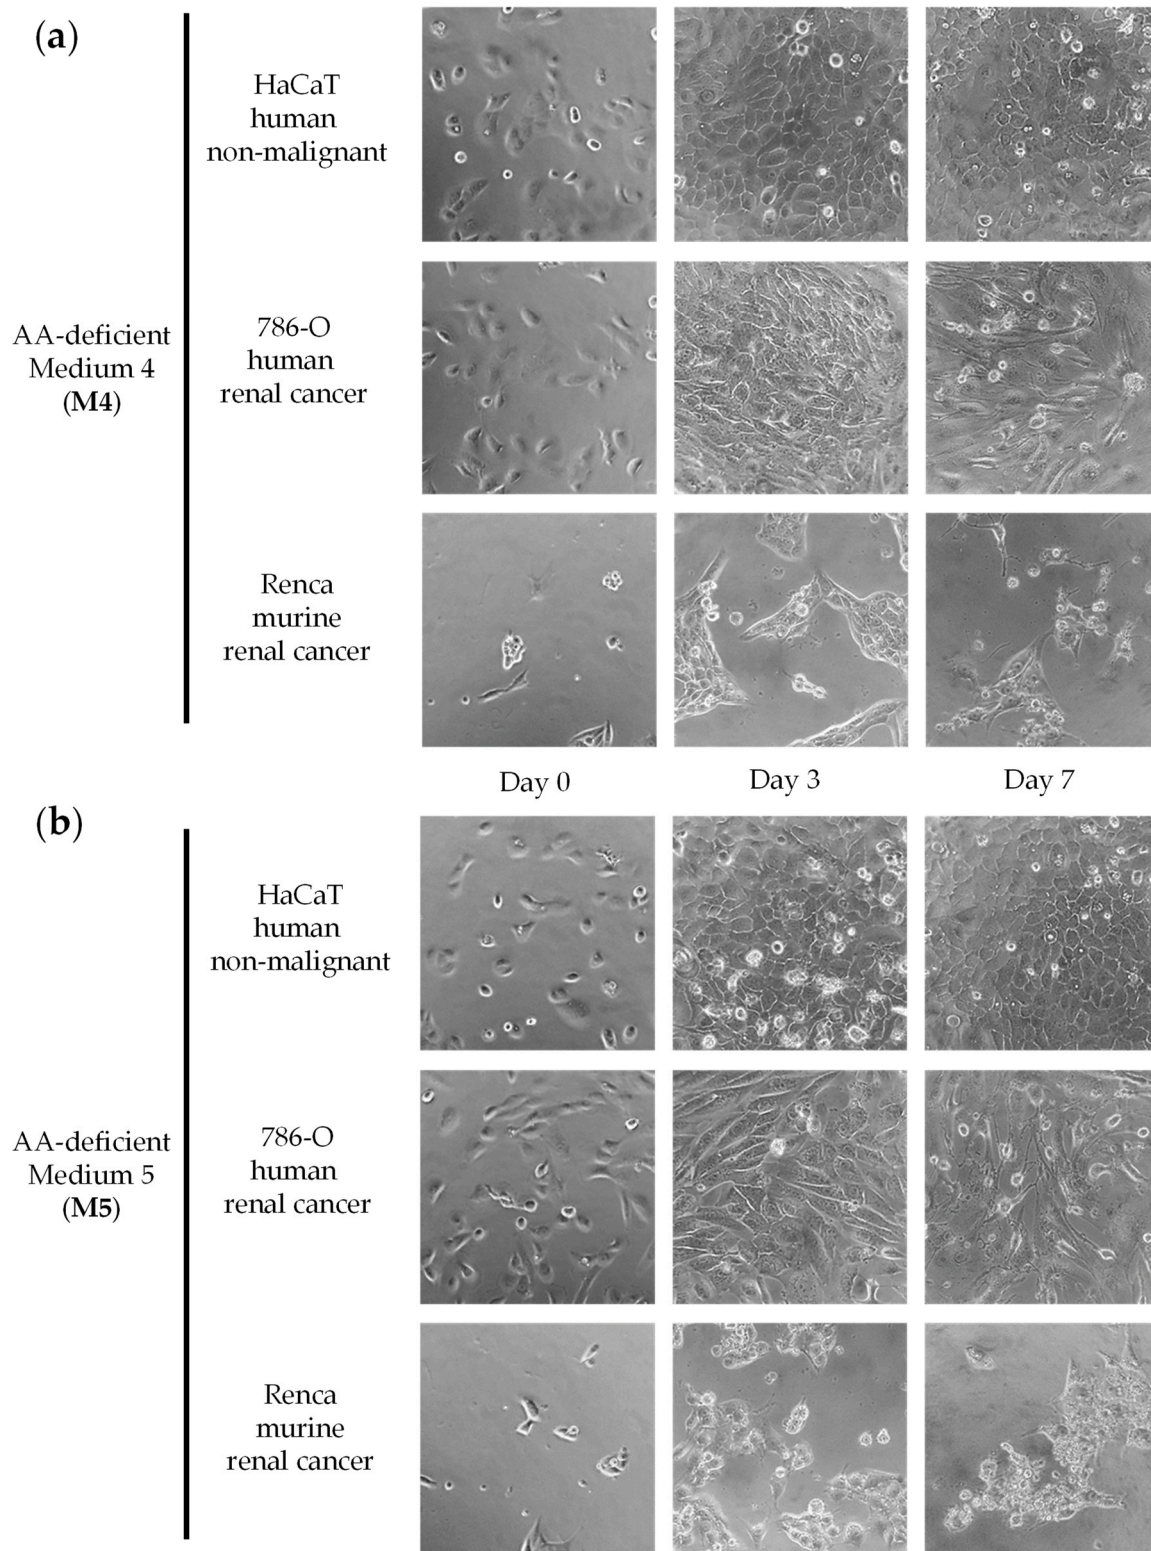 (a)
HaCaT
human
non-malignant
AA-deficient
Medium 4
(M4)
786-O
human
renal cancer
Renca
murine
renal cancer
Day 0
Day 3
Day 7
(b)
HaCaT
human
non-malignant
AA-deficient
Medium 5
(M5)
786-O
human
renal cancer
Renca
murine
renal cancer